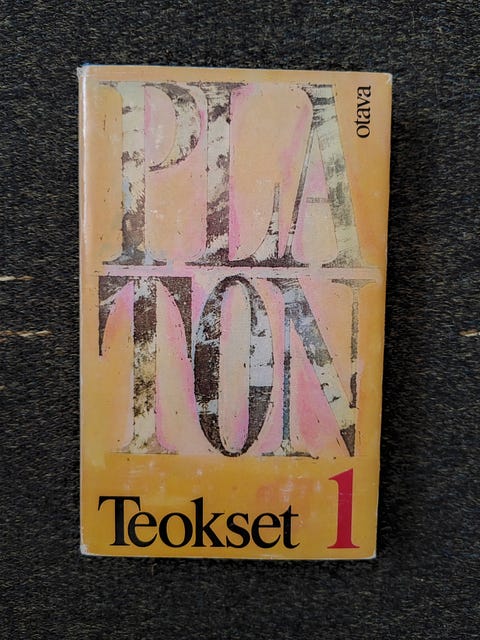 PLA
TON
otava
Teokset 1